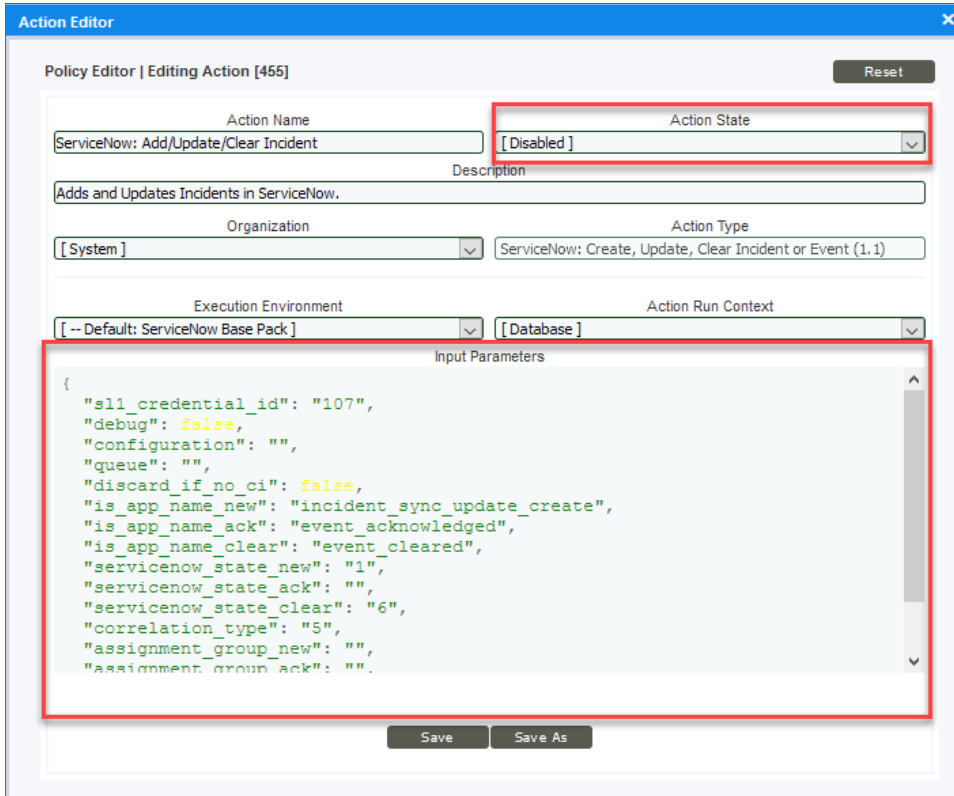 Action Editor
Policy Editor | Editing Action [455]
Reset
Action Name
Action State
ServiceNow: Add/Update/Clear Incident
[ Disabled ]
Description
Adds and Updates Incidents in ServiceNow.
Organization
Action Type
[ System ]
ServiceNow: Create, Update, Clear Incident or Event (1.1)
Execution Environment
Action Run Context
[ -- Default: ServiceNow Base Pack ]
[ Database ]
Input Parameters
{
"sl1_credential_id": "107",
"debug": false,
"configuration": "",
"queue": "",
"discard_if_no_ci": false,
"is_app_name_new": "incident_sync_update_create",
"is_app_name_ack": "event_acknowledged",
"is_app_name_clear": "event_cleared",
"servicenow_state_new": "1",
"servicenow_state_ack": "",
"servicenow_state_clear": "6",
"correlation_type": "5",
"assignment_group_new": "",
"assignment_group_ack": "",
Save
Save As